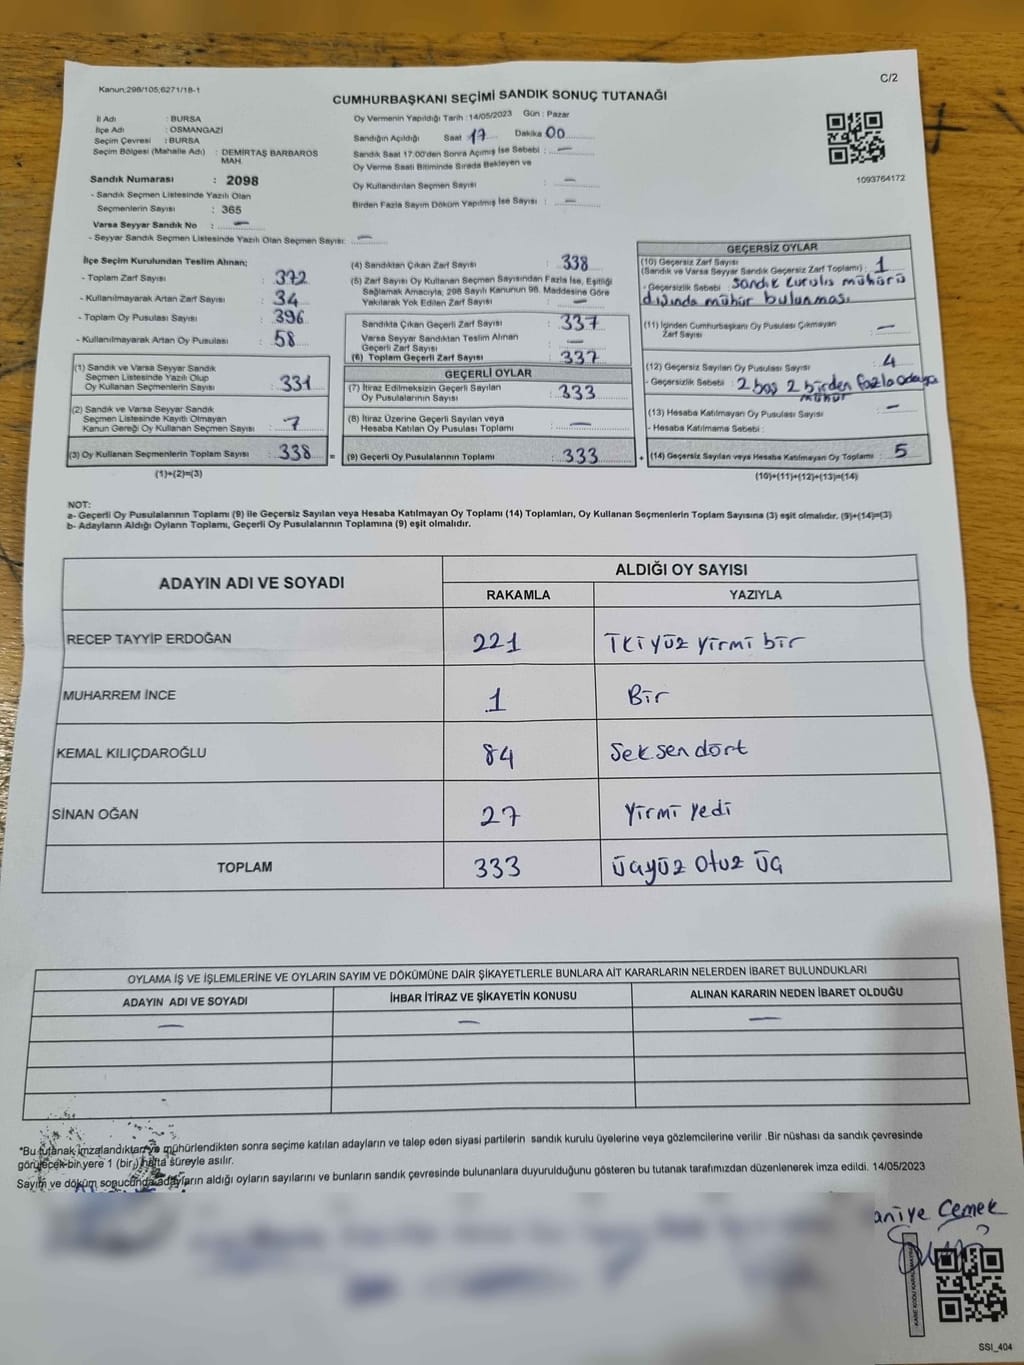 Kanun;298/105,6271/18-1
C/2
CUMHURBAŞKANI SEÇİMİ SANDIK SONUÇ TUTANAĞI
İl Adı : BURSA
İlçe Adı : OSMANGAZİ
Seçim Çevresi : BURSA
Seçim Bölgesi (Mahalle Adı) : DEMİRTAŞ BARBAROS
MAH.
Sandık Numarası : 2098
- Sandık Seçmen Listesinde Yazılı Olan
Seçmenlerin Sayısı : 365
Varsa Seyyar Sandık No : —
- Seyyar Sandık Seçmen Listesinde Yazılı Olan Seçmen Sayısı: —
Oy Vermenin Yapıldığı Tarih : 14/05/2023 Gün : Pazar
Sandığın Açıldığı Saat 17 Dakika 00
Sandık Saat 17:00'den Sonra Açılmış İse Sebebi : —
Oy Verme Saati Bitiminde Sırada Bekleyen ve
Oy Kullandırılan Seçmen Sayısı : —
Birden Fazla Sayım Döküm Yapılmış İse Sayısı : —
1093764172
İlçe Seçim Kurulundan Teslim Alınan;
- Toplam Zarf Sayısı : 372
- Kullanılmayarak Artan Zarf Sayısı : 34
- Toplam Oy Pusulası Sayısı : 396
- Kullanılmayarak Artan Oy Pusulası : 58
(1) Sandık ve Varsa Seyyar Sandık
Seçmen Listesinde Yazılı Olup
Oy Kullanan Seçmenlerin Sayısı : 331
(2) Sandık ve Varsa Seyyar Sandık
Seçmen Listesinde Kayıtlı Olmayan
Kanun Gereği Oy Kullanan Seçmen Sayısı : 7
(3) Oy Kullanan Seçmenlerin Toplam Sayısı : 338
(1)+(2)=(3)
(4) Sandıktan Çıkan Zarf Sayısı : 338
(5) Zarf Sayısı Oy Kullanan Seçmen Sayısından Fazla İse, Eşitliği
Sağlamak Amacıyla, 298 Sayılı Kanunun 98. Maddesine Göre
Yakılarak Yok Edilen Zarf Sayısı : —
Sandıkta Çıkan Geçerli Zarf Sayısı : 337
Varsa Seyyar Sandıktan Teslim Alınan
Geçerli Zarf Sayısı : —
(6) Toplam Geçerli Zarf Sayısı : 337
GEÇERLİ OYLAR
(7) İtiraz Edilmeksizin Geçerli Sayılan
Oy Pusulasının Sayısı : 333
(8) İtiraz Üzerine Geçerli Sayılan veya
Hesaba Katılan Oy Pusulası Toplamı : —
= (9) Geçerli Oy Pusulalarının Toplamı : 333
GEÇERSİZ OYLAR
(10) Geçersiz Zarf Sayısı
(Sandık ve Varsa Seyyar Sandık Geçersiz Zarf Toplamı) : 1
- Geçersizlik Sebebi : Sandık kurulu mühürü
dışında mühür bulunması
(11) İçinden Cumhurbaşkanı Oy Pusulası Çıkmayan
Zarf Sayısı : —
(12) Geçersiz Sayılan Oy Pusulası Sayısı : 4
- Geçersizlik Sebebi : 2 boş 2 birden fazla adaya
mühür
(13) Hesaba Katılmayan Oy Pusulası Sayısı : —
- Hesaba Katılmama Sebebi :
+ (14) Geçersiz Sayılan veya Hesaba Katılmayan Oy Toplamı : 5
(10)+(11)+(12)+(13)=(14)
NOT:
a- Geçerli Oy Pusulalarının Toplamı (9) ile Geçersiz Sayılan veya Hesaba Katılmayan Oy Toplamı (14) Toplamları, Oy Kullanan Seçmenlerin Toplam Sayısına (3) eşit olmalıdır. (9)+(14)=(3)
b- Adayların Aldığı Oyların Toplamı, Geçerli Oy Pusulalarının Toplamına (9) eşit olmalıdır.
ADAYIN ADI VE SOYADI ALDIĞI OY SAYISI
RAKAMLA YAZIYLA
RECEP TAYYİP ERDOĞAN 221 İkiyüz yirmi bir
MUHARREM İNCE 1 Bir
KEMAL KILIÇDAROĞLU 84 Seksen dört
SİNAN OĞAN 27 Yirmi yedi
TOPLAM 333 Üçyüz otuz üç
OYLAMA İŞ VE İŞLEMLERİNE VE OYLARIN SAYIM VE DÖKÜMÜNE DAİR ŞİKAYETLERLE BUNLARA AİT KARARLARIN NELERDEN İBARET BULUNDUKLARI
ADAYIN ADI VE SOYADI İHBAR İTİRAZ VE ŞİKAYETİN KONUSU ALINAN KARARIN NEDEN İBARET OLDUĞU
— — —
*Bu tutanak imzalandıktan ve mühürlendikten sonra seçime katılan adayların ve talep eden siyasi partilerin sandık kurulu üyelerine veya gözlemcilerine verilir .Bir nüshası da sandık çevresinde
görülecek bir yere 1 (bir) hafta süreyle asılır.
Sayım ve döküm sonucunda adayların aldığı oyların sayılarını ve bunların sandık çevresinde bulunanlara duyurulduğunu gösteren bu tutanak tarafımızdan düzenlenerek imza edildi. 14/05/2023
aniye Çemek
SSI_404